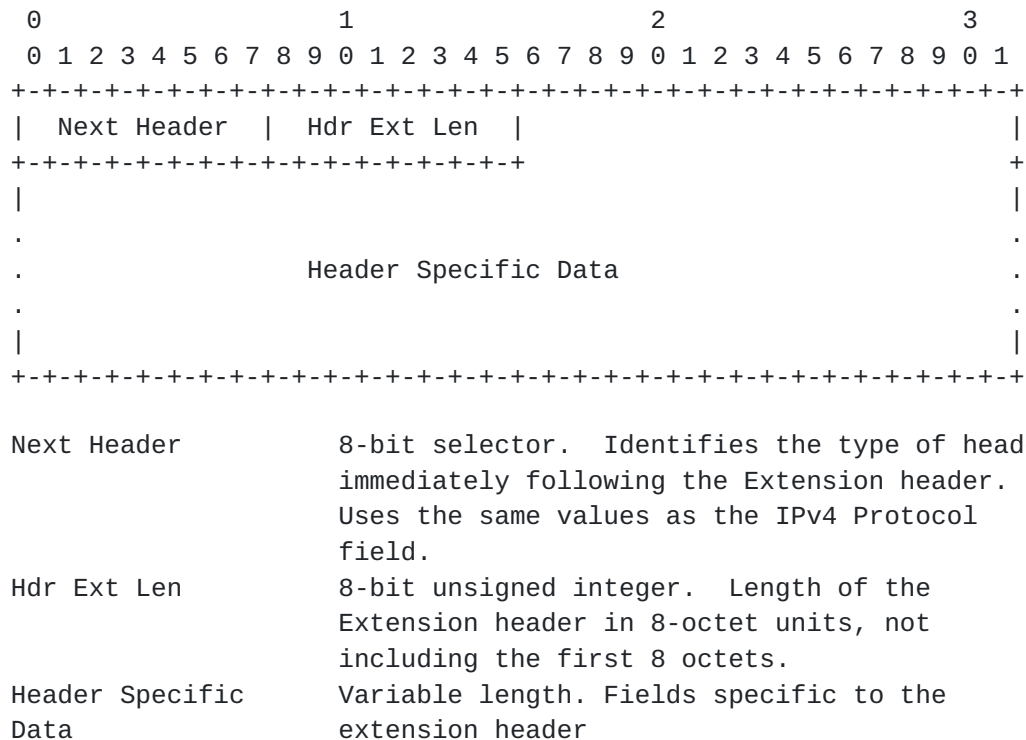 0                   1                   2                   3
 0 1 2 3 4 5 6 7 8 9 0 1 2 3 4 5 6 7 8 9 0 1 2 3 4 5 6 7 8 9 0 1
+-+-+-+-+-+-+-+-+-+-+-+-+-+-+-+-+-+-+-+-+-+-+-+-+-+-+-+-+-+-+-+-+
|  Next Header  |  Hdr Ext Len  |                               |
+-+-+-+-+-+-+-+-+-+-+-+-+-+-+-+-+                               +
|                                                               |
.                                                               .
.                  Header Specific Data                         .
.                                                               .
|                                                               |
+-+-+-+-+-+-+-+-+-+-+-+-+-+-+-+-+-+-+-+-+-+-+-+-+-+-+-+-+-+-+-+-+

Next Header          8-bit selector.  Identifies the type of head
                     immediately following the Extension header.
                     Uses the same values as the IPv4 Protocol
                     field.
Hdr Ext Len          8-bit unsigned integer.  Length of the
                     Extension header in 8-octet units, not
                     including the first 8 octets.
Header Specific      Variable length. Fields specific to the
Data                 extension header